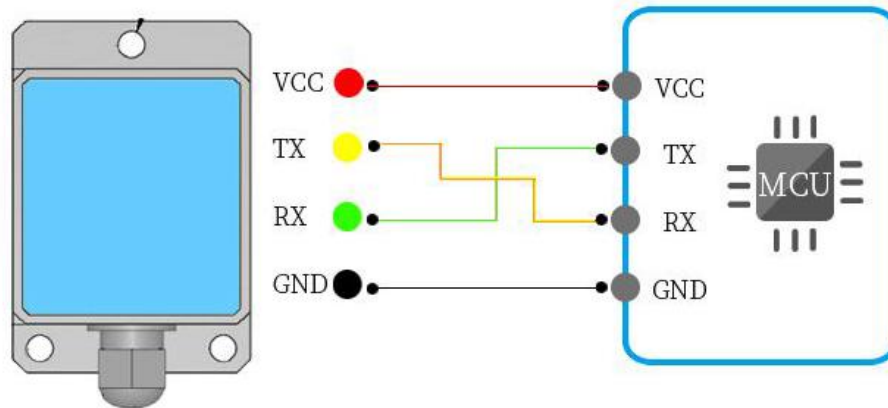 VCC
TX
RX
GND
VCC
TX
RX
GND
MCU